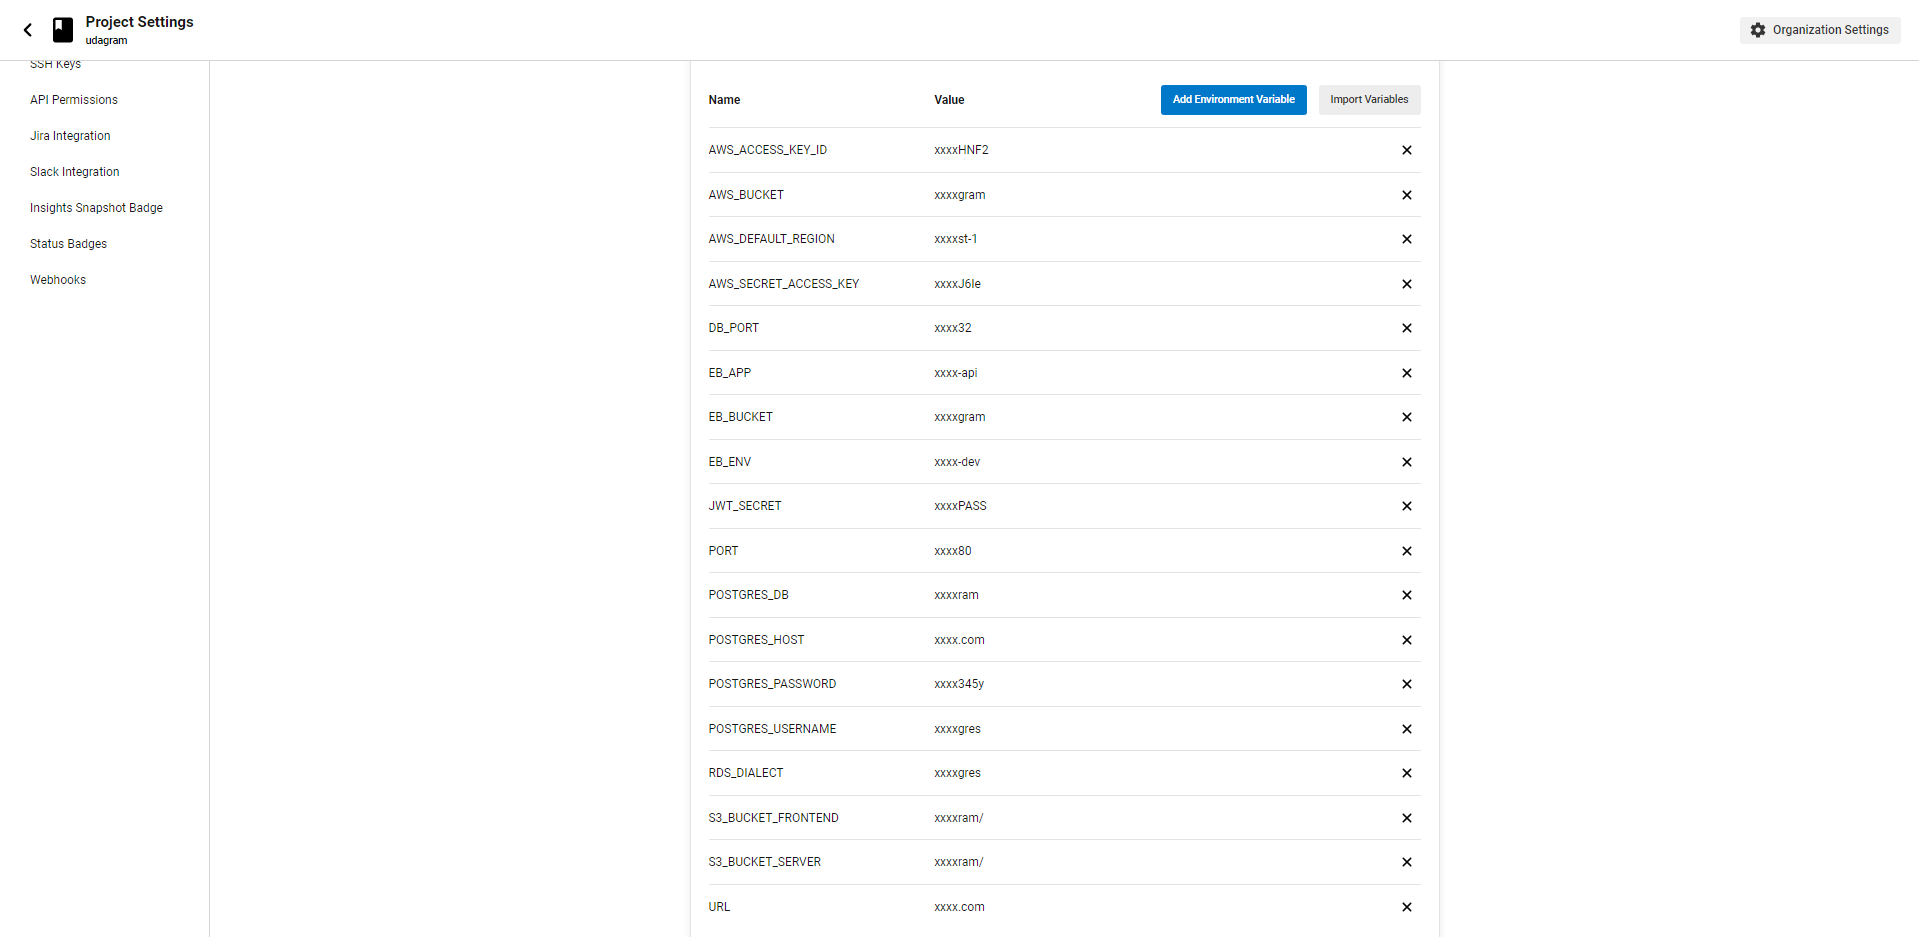 Project Settings
udagram
Organization Settings
SSH Keys
API Permissions
Jira Integration
Slack Integration
Insights Snapshot Badge
Status Badges
Webhooks
Name Value Add Environment Variable Import Variables
AWS_ACCESS_KEY_ID xxxxHNF2
AWS_BUCKET xxxxgram
AWS_DEFAULT_REGION xxxxst-1
AWS_SECRET_ACCESS_KEY xxxxJ6Ie
DB_PORT xxxx32
EB_APP xxxx-api
EB_BUCKET xxxxgram
EB_ENV xxxx-dev
JWT_SECRET xxxxPASS
PORT xxxx80
POSTGRES_DB xxxxram
POSTGRES_HOST xxxx.com
POSTGRES_PASSWORD xxxx345y
POSTGRES_USERNAME xxxxgres
RDS_DIALECT xxxxgres
S3_BUCKET_FRONTEND xxxxram/
S3_BUCKET_SERVER xxxxram/
URL xxxx.com